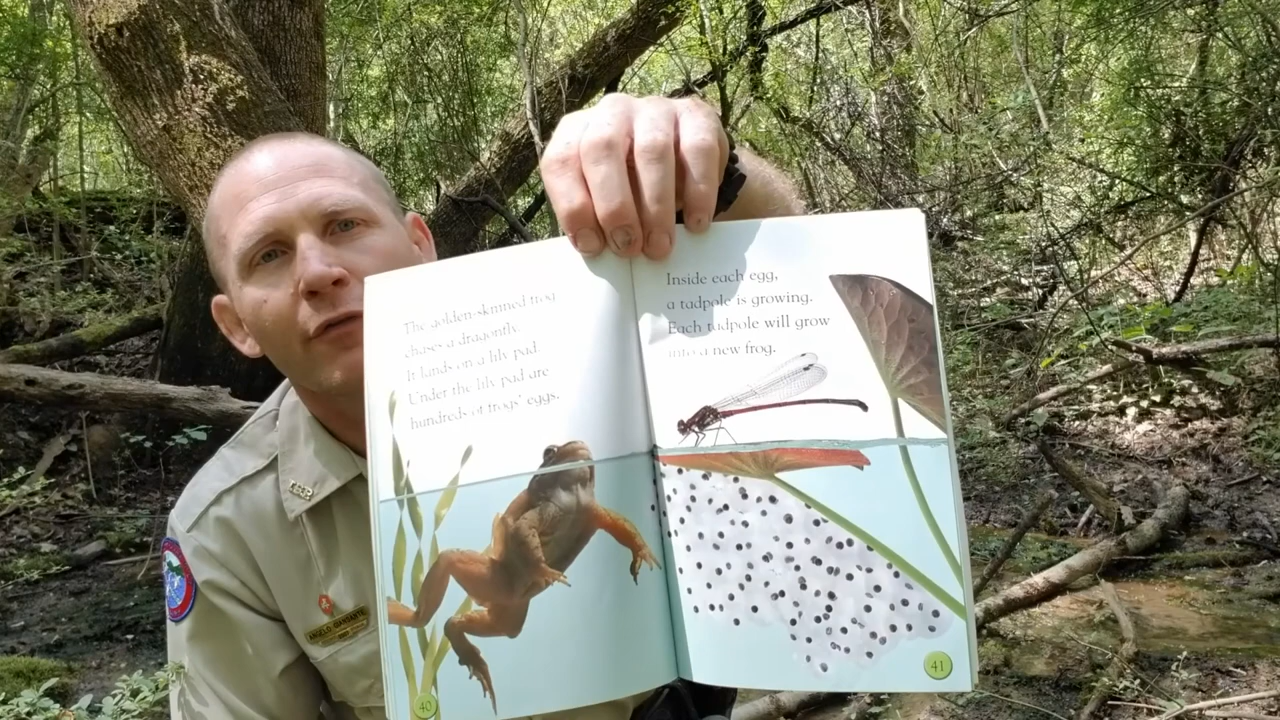 The golden-skinned frog
chases a dragonfly.
It lands on a lily pad.
Under the lily pad are
hundreds of frogs' eggs.
40
Inside each egg,
a tadpole is growing.
Each tadpole will grow
into a new frog.
41
ANGELO